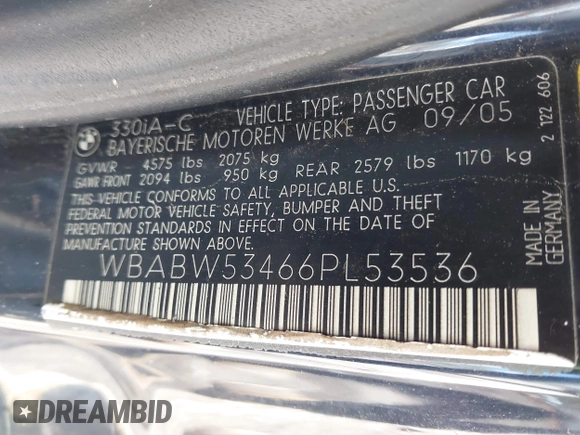 330iA-C VEHICLE TYPE: PASSENGER CAR
BAYERISCHE MOTOREN WERKE AG 09/05
GVWR 4575 lbs 2075 kg
GAWR FRONT 2094 lbs 950 kg REAR 2579 lbs 1170 kg
THIS VEHICLE CONFORMS TO ALL APPLICABLE U.S.
FEDERAL MOTOR VEHICLE SAFETY, BUMPER AND THEFT
PREVENTION STANDARDS IN EFFECT ON THE DATE OF
MANUFACTURE SHOWN ABOVE.
WBABW53466PL53536
MADE IN
GERMANY
2 122 606
DREAMBID